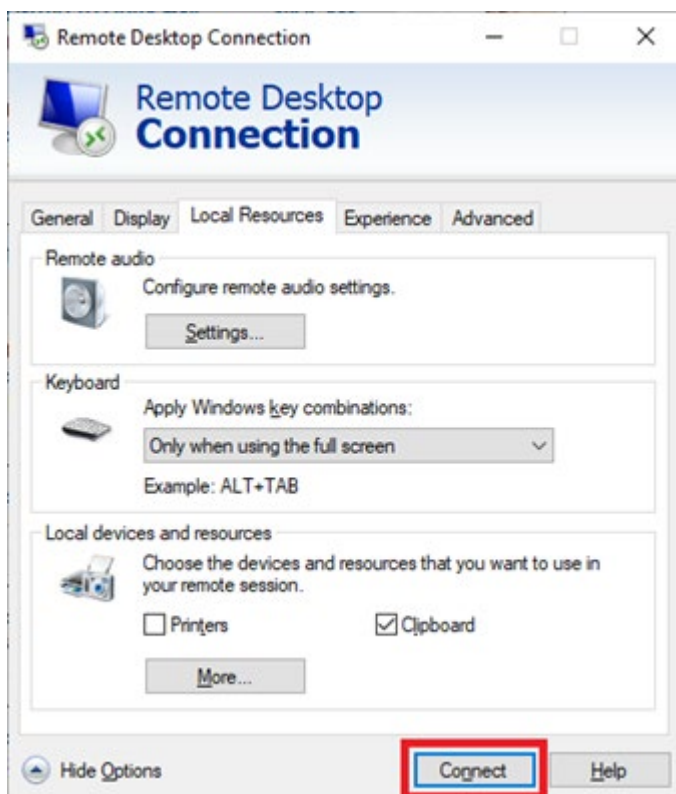 Remote Desktop Connection
Remote Desktop
Connection
General Display Local Resources Experience Advanced
Remote audio
Configure remote audio settings.
Settings...
Keyboard
Apply Windows key combinations:
Only when using the full screen
Example: ALT+TAB
Local devices and resources
Choose the devices and resources that you want to use in
your remote session.
Printers Clipboard
More...
Hide Options Connect Help